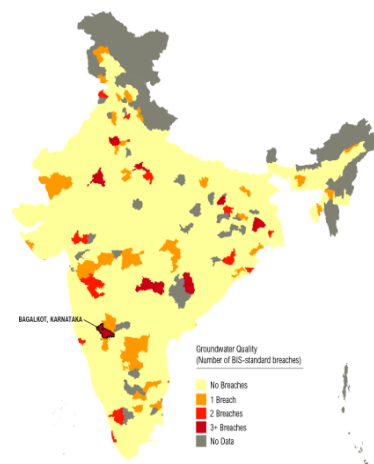 BAGALKOT, KARNATAKA
Groundwater Quality
(Number of BIS-standard breaches)
No Breaches
1 Breach
2 Breaches
3+ Breaches
No Data